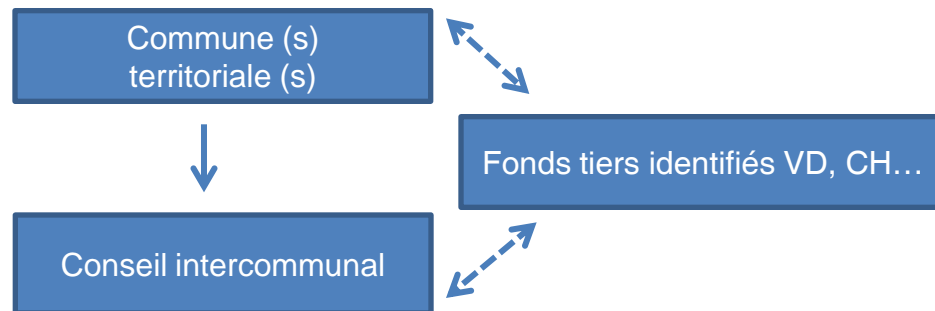 Commune (s)
territoriale (s)
Fonds tiers identifiés VD, CH…
Conseil intercommunal